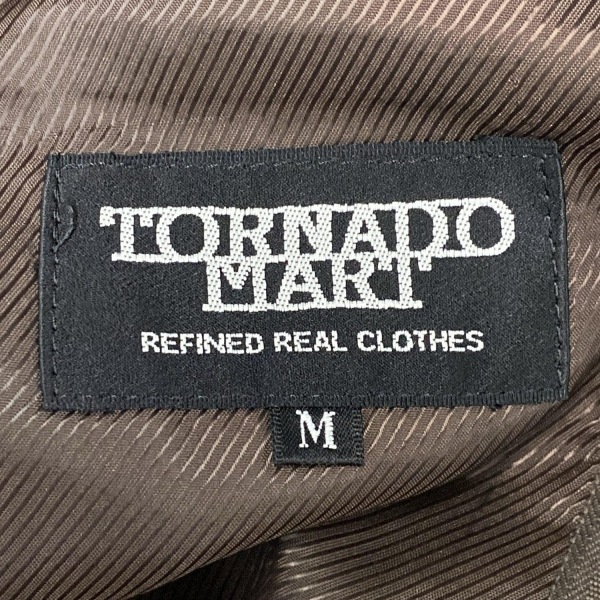 TORNADO
MART
REFINED REAL CLOTHES
M